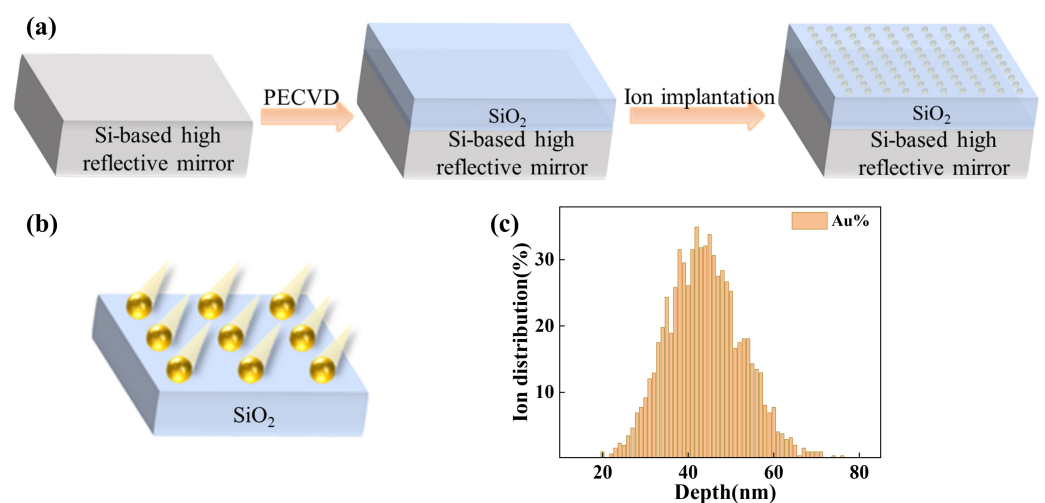 (a)
PECVD
Ion implantation
Si-based high
reflective mirror
SiO₂
Si-based high
reflective mirror
SiO₂
Si-based high
reflective mirror
(b)
SiO₂
(c)
Au%
Ion distribution(%)
30
20
10
20
40
60
80
Depth(nm)